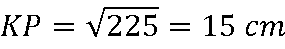 KP = √225 = 15 cm